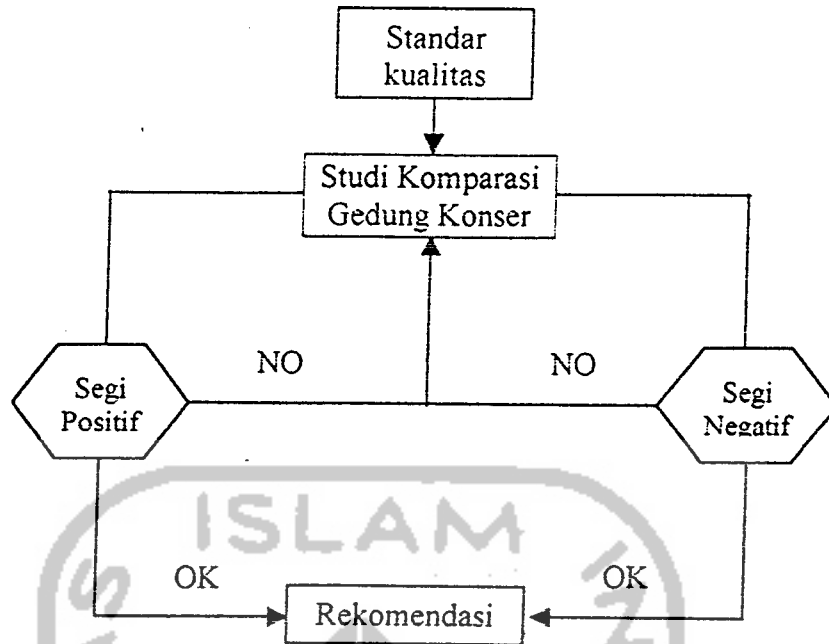 Standar
kualitas
Studi Komparasi
Gedung Konser
NO
NO
Segi
Positif
Segi
Negatif
ISLAM
OK
OK
Rekomendasi